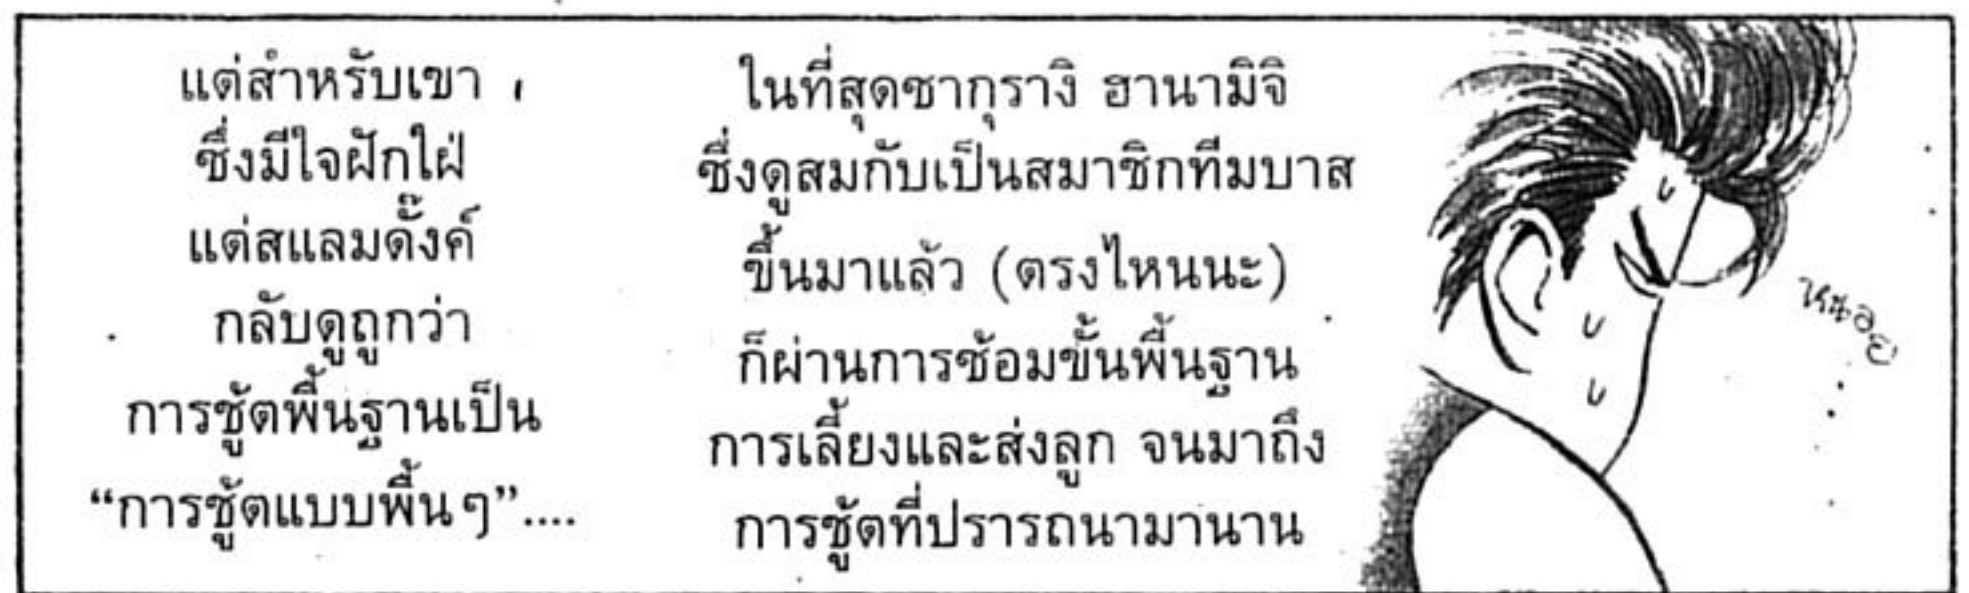 ในที่สุดซากุรางิ ฮานามิจิ
ซึ่งดูสมกับเป็นสมาชิกทีมบาส
ขึ้นมาแล้ว (ตรงไหนนะ)
ก็ผ่านการซ้อมขั้นพื้นฐาน
การเลี้ยงและส่งลูก จนมาถึง
การชู้ตที่ปรารถนามานาน
แต่สำหรับเขา
ซึ่งมีใจฝักใฝ่
แต่สแลมดั๊งค์
กลับดูถูกว่า
การชู้ตพื้นฐานเป็น
“การชู้ตแบบพื้นๆ”....